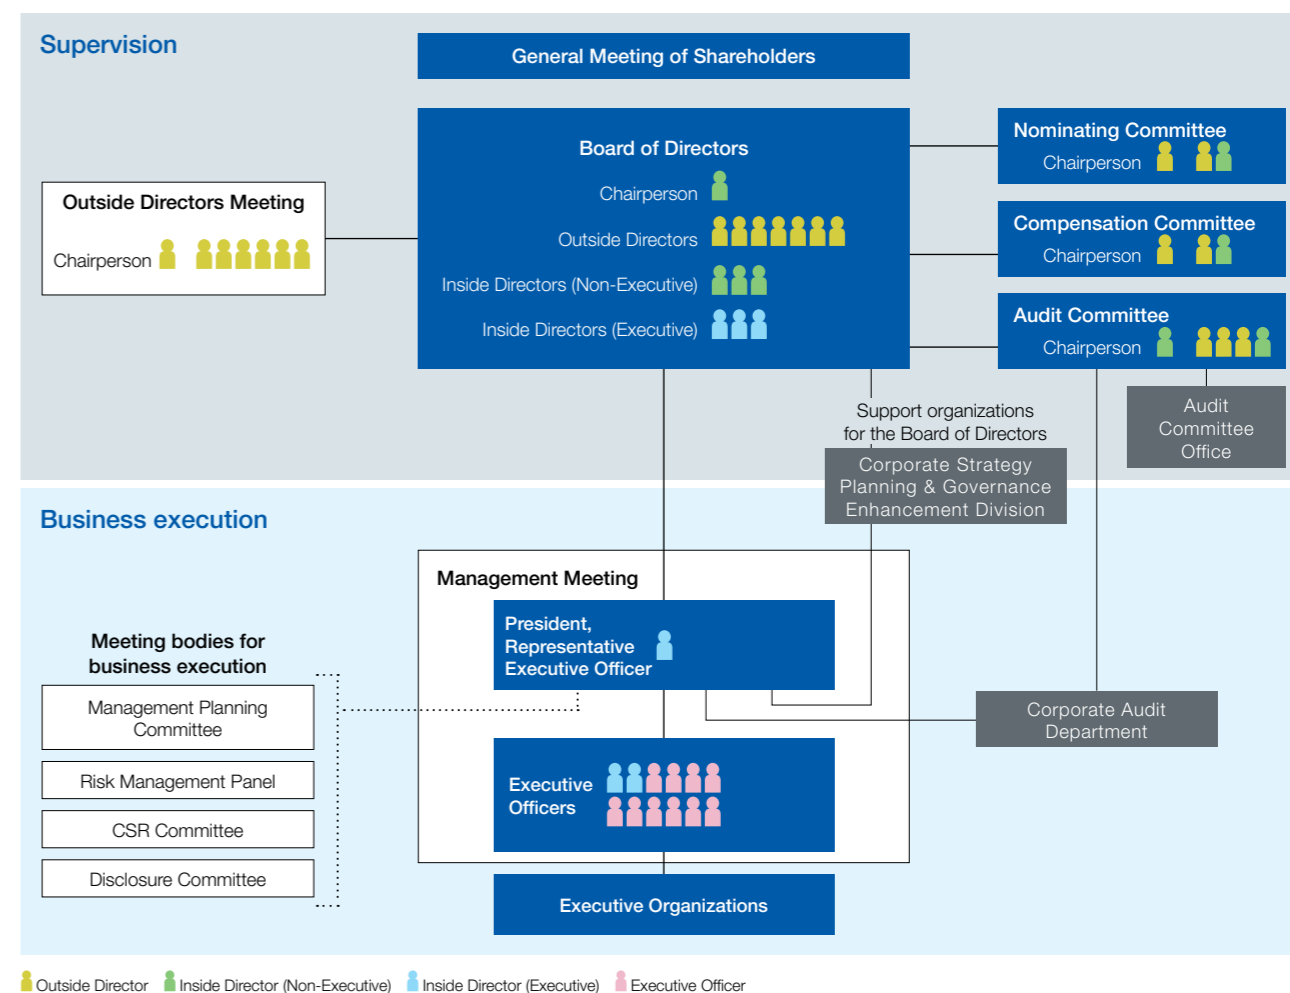 Supervision
General Meeting of Shareholders
Board of Directors
Chairperson
Outside Directors
Inside Directors (Non-Executive)
Inside Directors (Executive)
Outside Directors Meeting
Chairperson
Nominating Committee
Chairperson
Compensation Committee
Chairperson
Audit Committee
Chairperson
Audit
Committee
Office
Support organizations
for the Board of Directors
Corporate Strategy
Planning & Governance
Enhancement Division
Business execution
Management Meeting
President,
Representative
Executive Officer
Meeting bodies for
business execution
Management Planning
Committee
Risk Management Panel
CSR Committee
Disclosure Committee
Corporate Audit
Department
Executive
Officers
Executive Organizations
Outside Director Inside Director (Non-Executive) Inside Director (Executive) Executive Officer